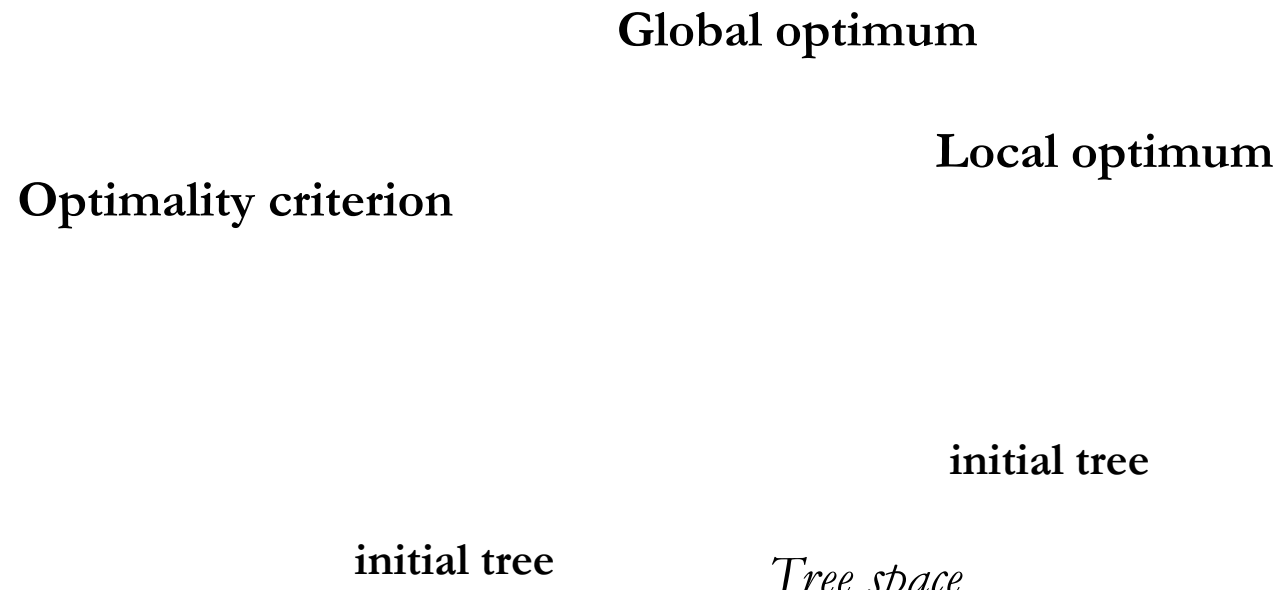 Global optimum
Local optimum
Optimality criterion
initial tree
initial tree
Tree space